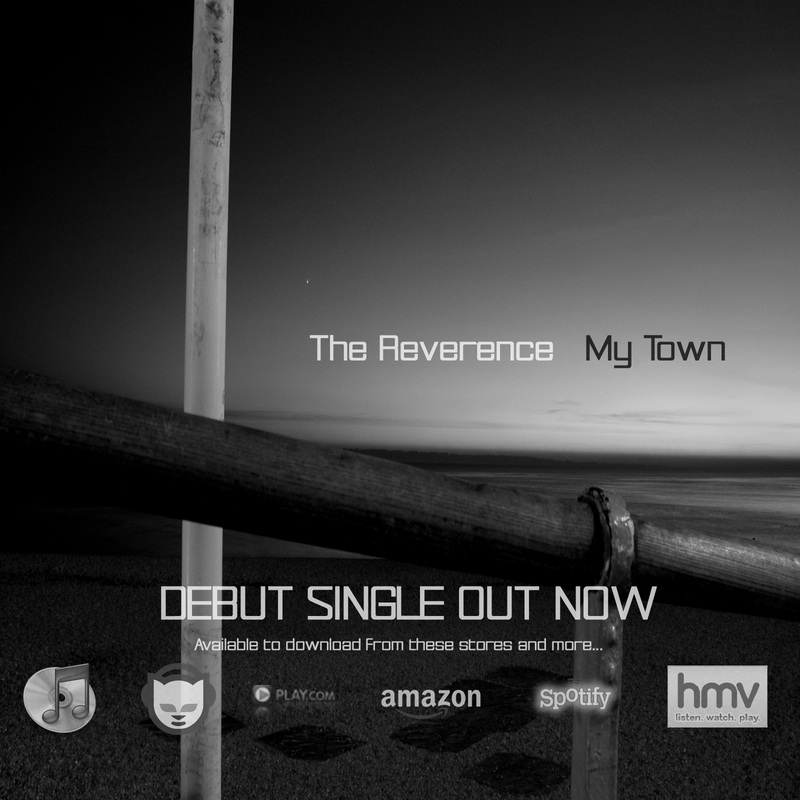 The Reverence My Town
DEBUT SINGLE OUT NOW
Available to download From these stores and more...
PLAY.COM amazon Spotify hmv
listen. watch. play.